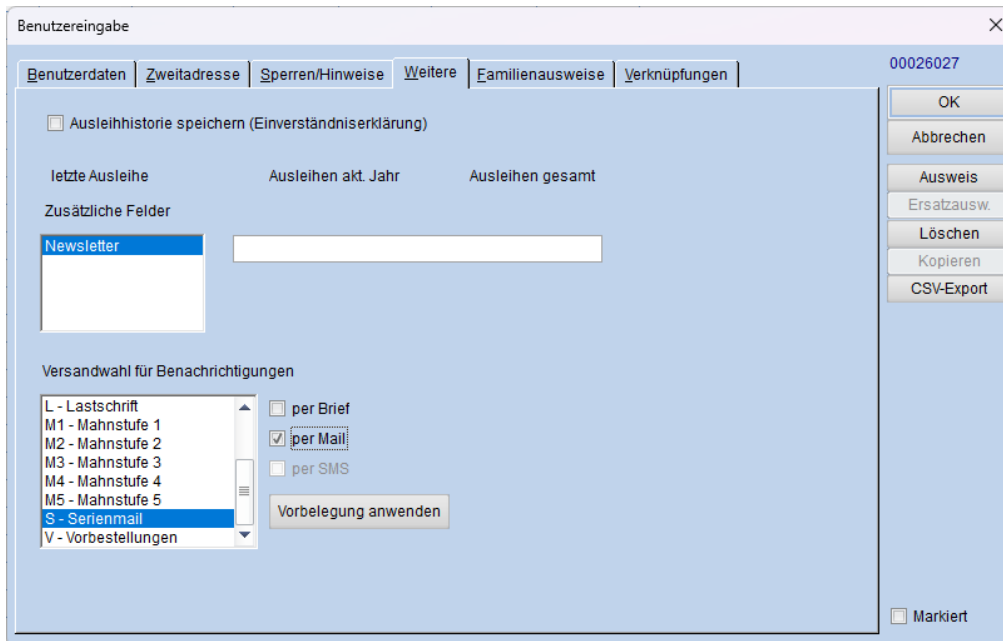 Benutzereingabe
Benutzerdaten Zweitadresse Sperren/Hinweise Weitere Familienausweise Verknüpfungen
00026027
OK
Abbrechen
Ausweis
Ersatzausw.
Löschen
Kopieren
CSV-Export
Ausleihhistorie speichern (Einverständniserklärung)
letzte Ausleihe Ausleihen akt. Jahr Ausleihen gesamt
Zusätzliche Felder
Newsletter
Versandwahl für Benachrichtigungen
L - Lastschrift
M1 - Mahnstufe 1
M2 - Mahnstufe 2
M3 - Mahnstufe 3
M4 - Mahnstufe 4
M5 - Mahnstufe 5
S - Serienmail
V - Vorbestellungen
per Brief
per Mail
per SMS
Vorbelegung anwenden
Markiert